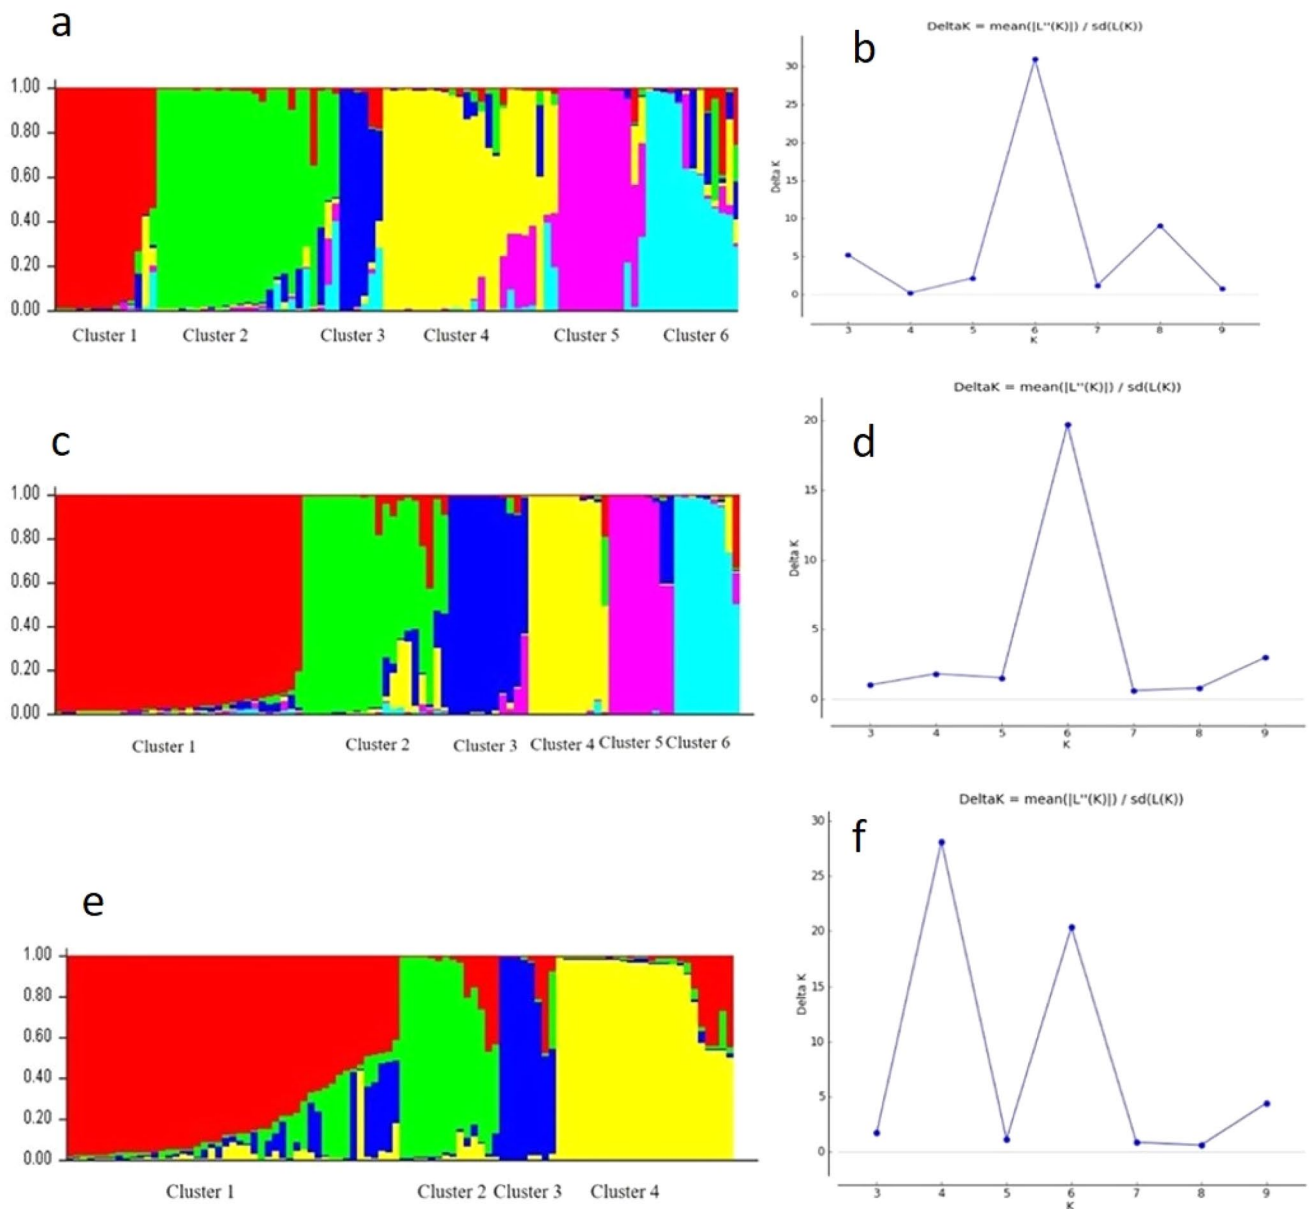 a
1.00
0.80
0.60
0.40
0.20
0.00
Cluster 1 Cluster 2 Cluster 3 Cluster 4 Cluster 5 Cluster 6
b
DeltaK = mean(|L''(K)|) / sd(L(K))
Delta K
30
25
20
15
10
5
0
3 4 5 6 7 8 9
K
c
1.00
0.80
0.60
0.40
0.20
0.00
Cluster 1 Cluster 2 Cluster 3 Cluster 4 Cluster 5 Cluster 6
d
DeltaK = mean(|L''(K)|) / sd(L(K))
Delta K
20
15
10
5
0
3 4 5 6 7 8 9
K
e
1.00
0.80
0.60
0.40
0.20
0.00
Cluster 1 Cluster 2 Cluster 3 Cluster 4
f
DeltaK = mean(|L''(K)|) / sd(L(K))
Delta K
30
25
20
15
10
5
0
3 4 5 6 7 8 9
K